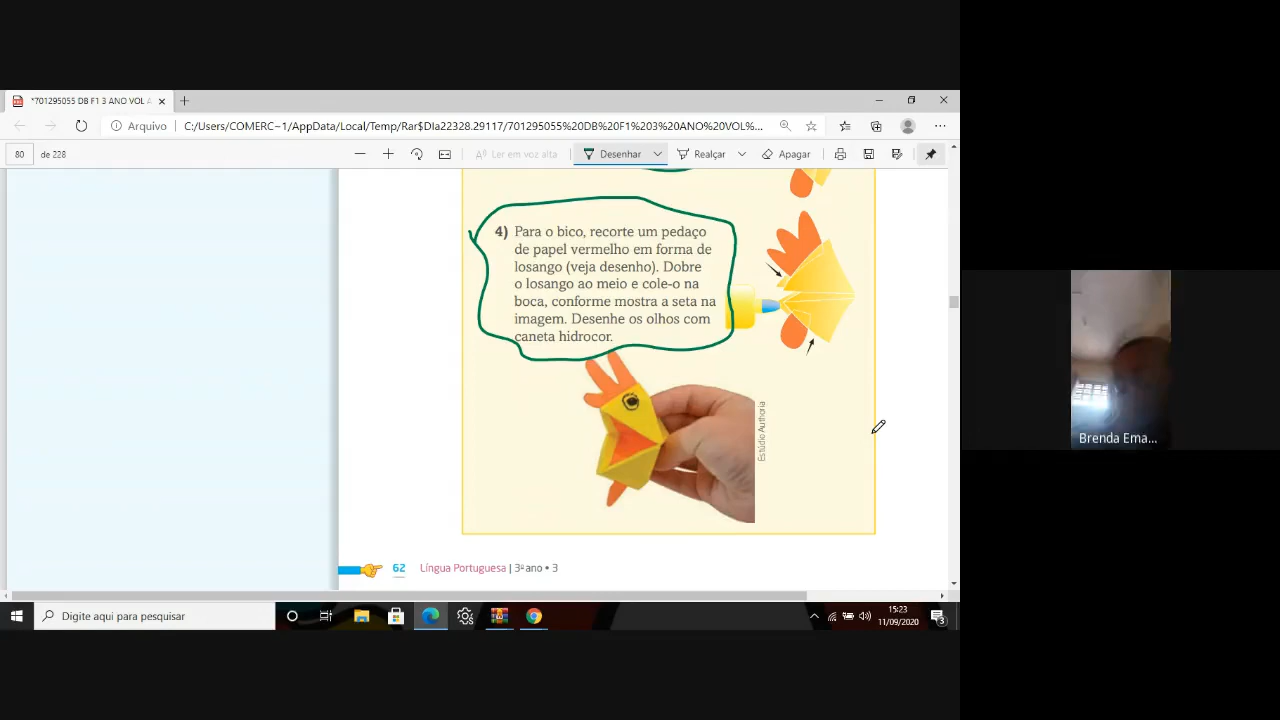 *701295055 DB F1 3 ANO VOL
Arquivo C:/Users/COMERC~1/AppData/Local/Temp/Rar$DIa22328.29117/701295055%20DB%20F1%203%20ANO%20VOL%...
80 de 228 Ler em voz alta Desenhar Realçar Apagar
4) Para o bico, recorte um pedaço
de papel vermelho em forma de
losango (veja desenho). Dobre
o losango ao meio e cole-o na
boca, conforme mostra a seta na
imagem. Desenhe os olhos com
caneta hidrocor.
Estúdio Authoria
Brenda Ema...
62 Língua Portuguesa | 3º ano • 3
Digite aqui para pesquisar
15:23
11/09/2020
3